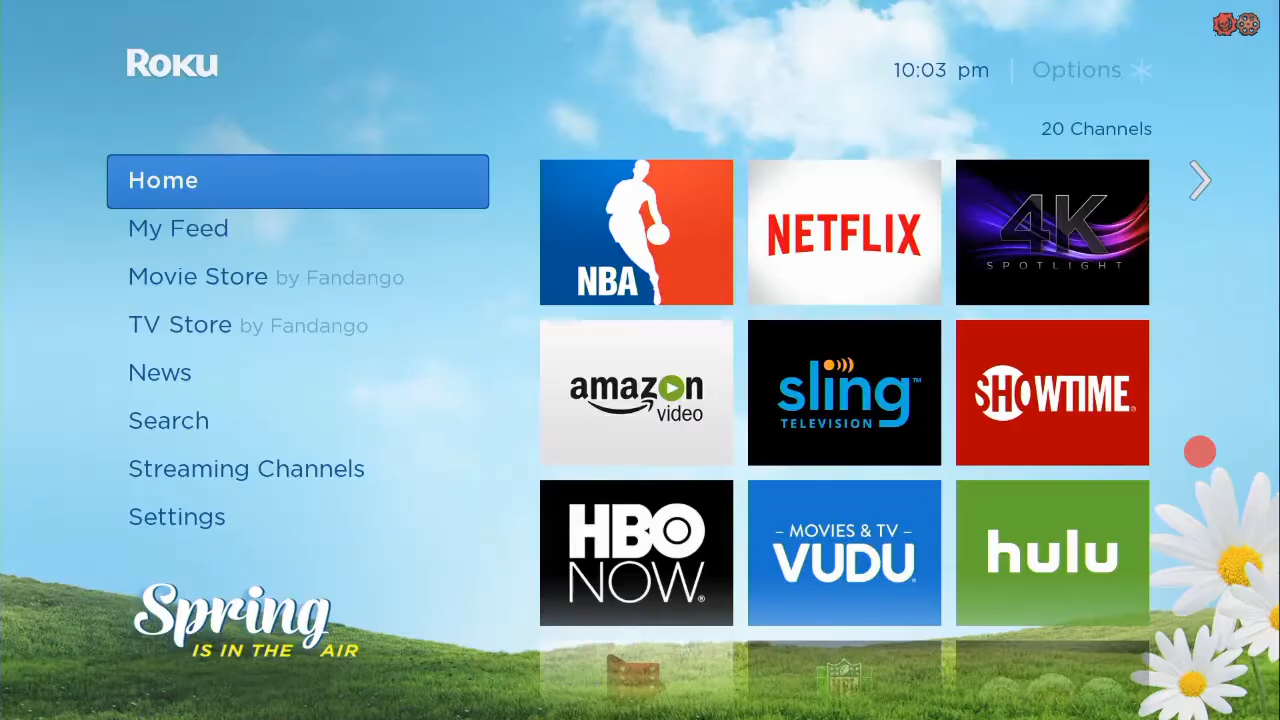 Roku
10:03 pm
Options
20 Channels
Home
My Feed
Movie Store by Fandango
TV Store by Fandango
News
Search
Streaming Channels
Settings
Spring
IS IN THE AIR
NBA
NETFLIX
4K
SPOTLIGHT
amazon
video
sling™
TELEVISION
SHOWTIME®
HBO
NOW®
– MOVIES & TV –
VUDU®
hulu
NFL